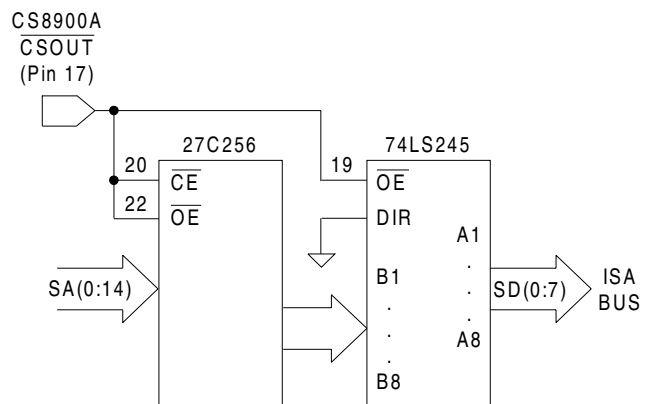 CS8900A
CSOUT
(Pin 17)
27C256
74LS245
20
CE
22
OE
19
OE
DIR
A1
.
.
.
A8
SA(0:14)
B1
.
.
.
B8
SD(0:7)
ISA
BUS